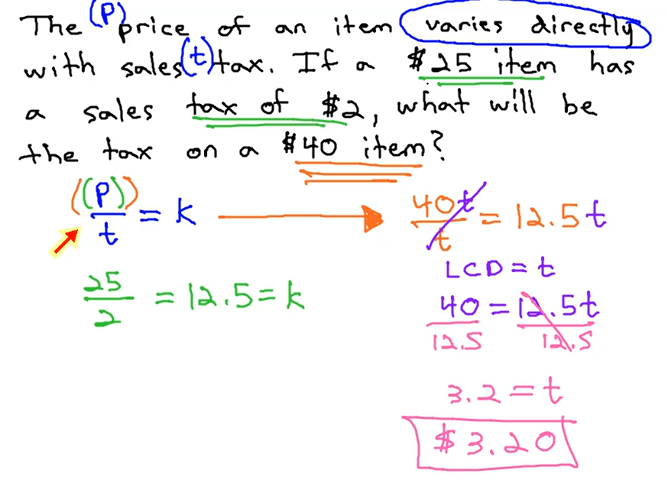 The (P) price of an item varies directly
with sales (t) tax. If a $25 item has
a sales tax of $2, what will be
the tax on a $40 item?
((P))/t = k
40t/t = 12.5t
LCD = t
25/2 = 12.5 = k
40 = 12.5t
12.5 12.5
3.2 = t
$3.20